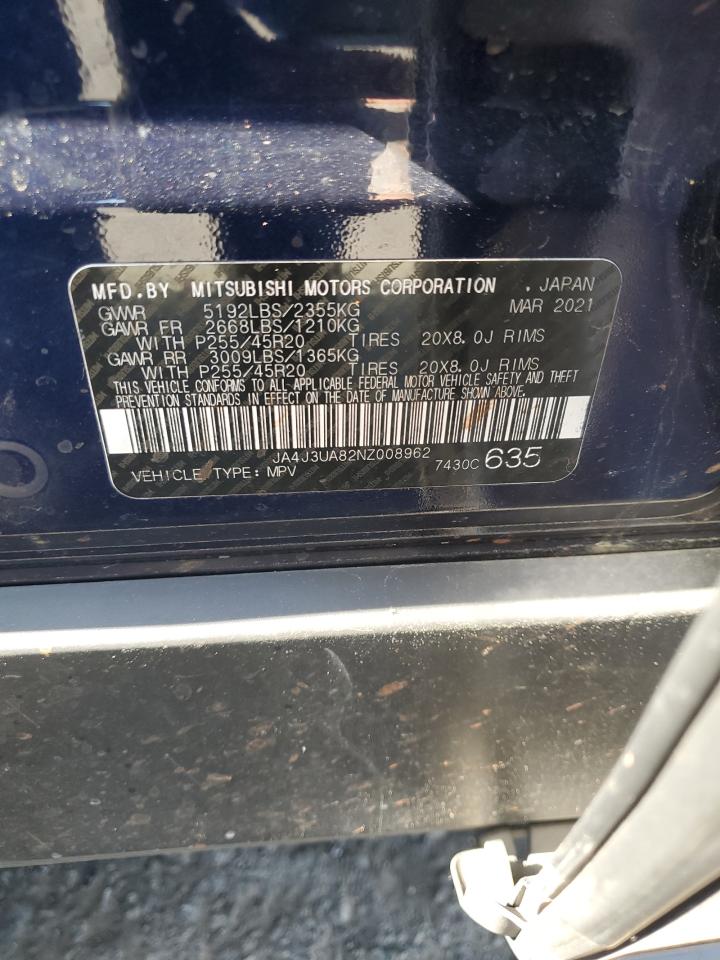 MFD.BY MITSUBISHI MOTORS CORPORATION . JAPAN
GVWR 5192LBS/2355KG MAR 2021
GAWR FR 2668LBS/1210KG
WITH P255/45R20 TIRES 20X8.0J RIMS
GAWR RR 3009LBS/1365KG
WITH P255/45R20 TIRES 20X8.0J RIMS
THIS VEHICLE CONFORMS TO ALL APPLICABLE FEDERAL MOTOR VEHICLE SAFETY AND THEFT
PREVENTION STANDARDS IN EFFECT ON THE DATE OF MANUFACTURE SHOWN ABOVE.
JA4J3UA82NZ008962
VEHICLE TYPE: MPV 7430C 635